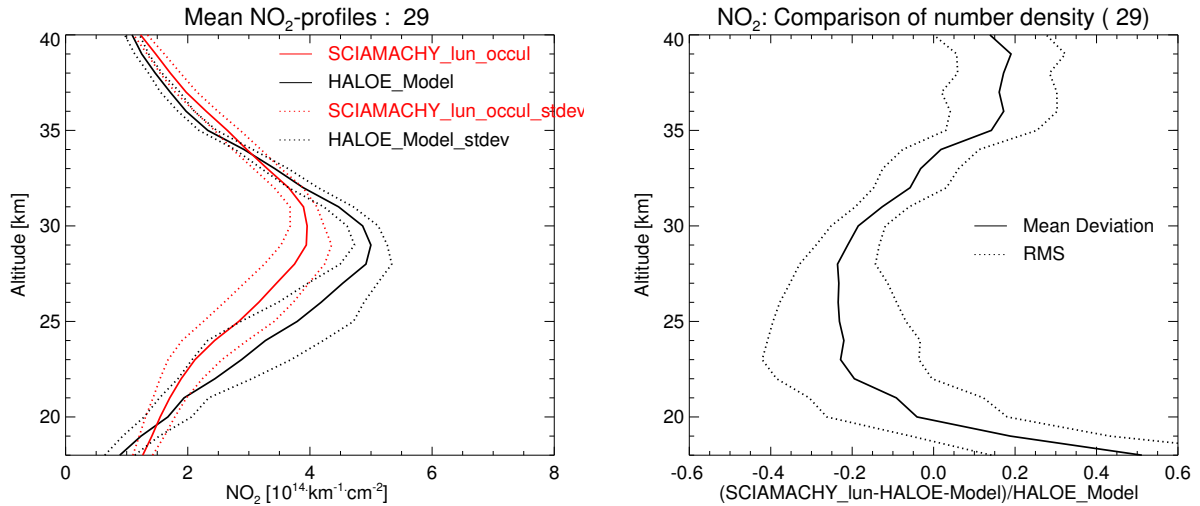 Mean NO₂-profiles : 29
SCIAMACHY_lun_occul
HALOE_Model
SCIAMACHY_lun_occul_stdev
HALOE_Model_stdev
Altitude [km]
40
35
30
25
20
0 2 4 6 8
NO₂ [10¹⁴·km⁻¹·cm⁻²]
NO₂: Comparison of number density ( 29)
Mean Deviation
RMS
Altitude [km]
40
35
30
25
20
-0.6 -0.4 -0.2 0.0 0.2 0.4 0.6
(SCIAMACHY_lun-HALOE-Model)/HALOE_Model